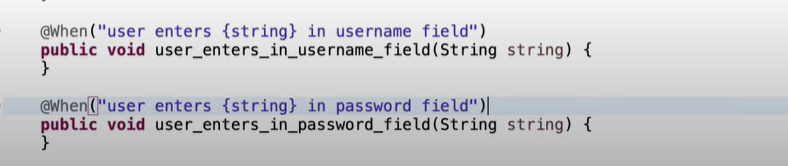 @When("user enters {string} in username field")
public void user_enters_in_username_field(String string) {
}
@When("user enters {string} in password field")
public void user_enters_in_password_field(String string) {
}